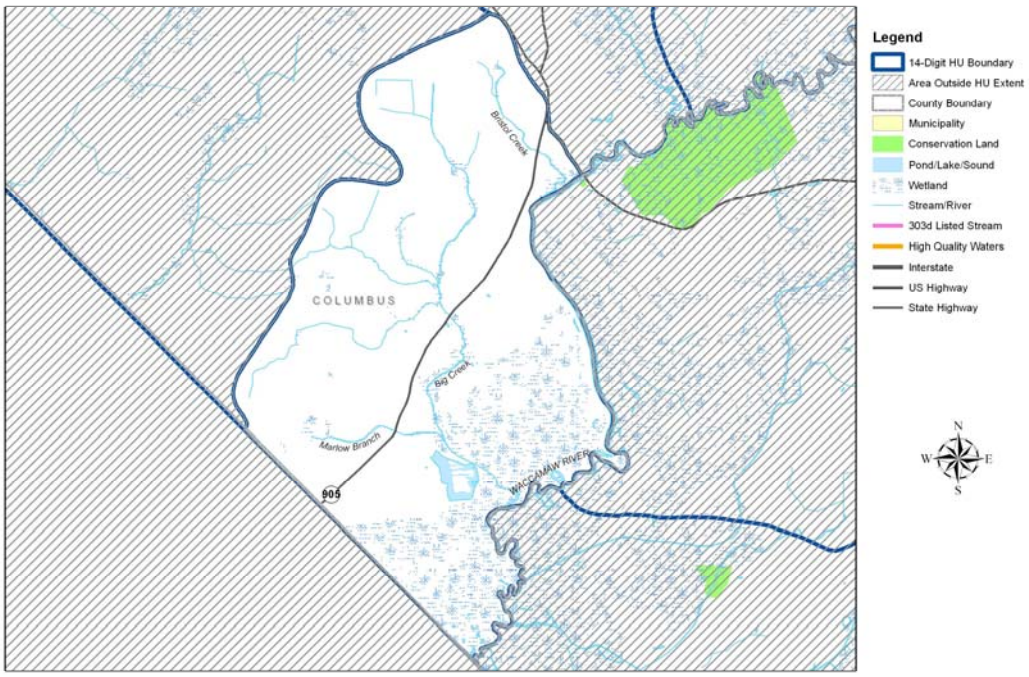 Bristol Creek
COLUMBUS
Big Creek
Marlow Branch
WACCAMAW RIVER
905
Legend
14-Digit HU Boundary
Area Outside HU Extent
County Boundary
Municipality
Conservation Land
Pond/Lake/Sound
Wetland
Stream/River
303d Listed Stream
High Quality Waters
Interstate
US Highway
State Highway
N
W E
S